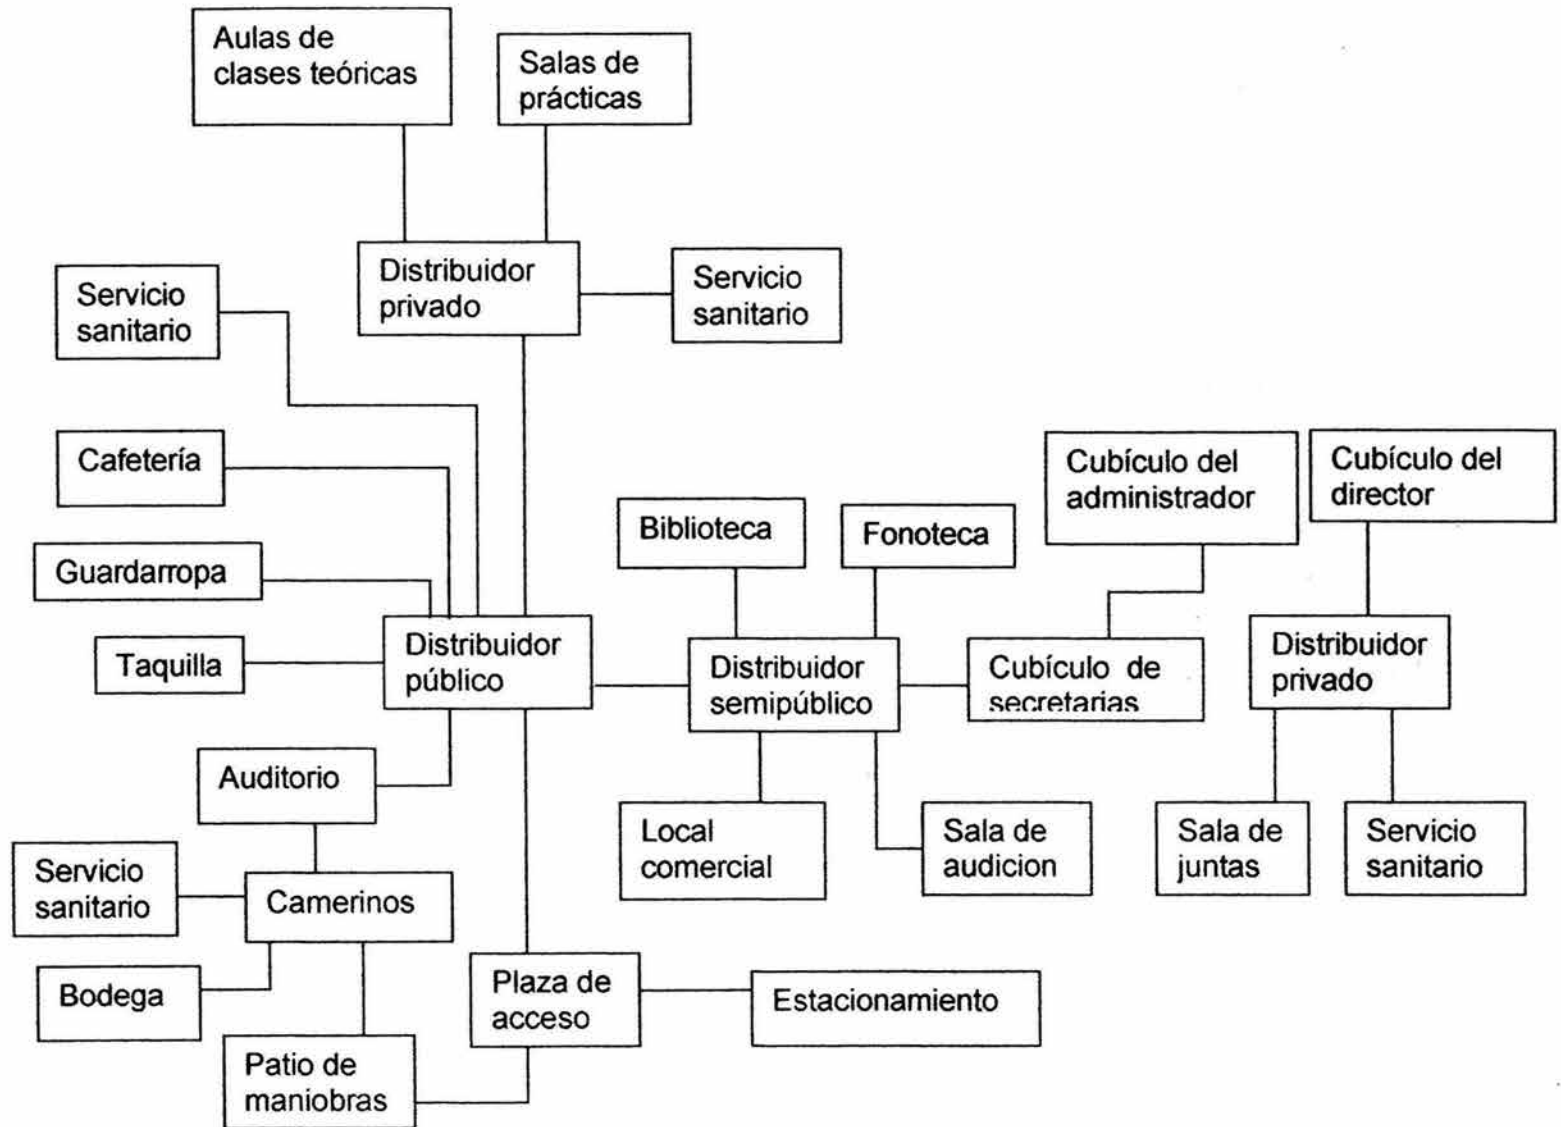 Aulas de
clases teóricas
Salas de
prácticas
Distribuidor
privado
Servicio
sanitario
Servicio
sanitario
Cafetería
Guardarropa
Taquilla
Distribuidor
público
Biblioteca
Fonoteca
Distribuidor
semipúblico
Cubículo del
administrador
Cubículo del
director
Cubículo de
secretarias
Distribuidor
privado
Auditorio
Local
comercial
Sala de
audicion
Sala de
juntas
Servicio
sanitario
Servicio
sanitario
Camerinos
Bodega
Plaza de
acceso
Estacionamiento
Patio de
maniobras